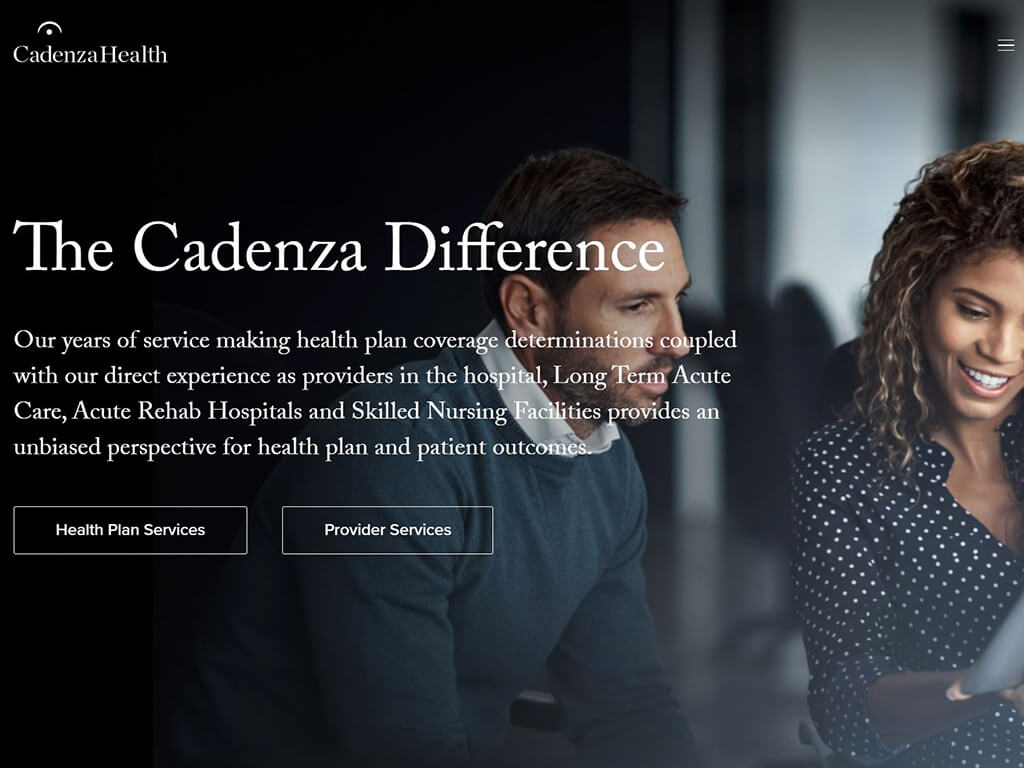 CadenzaHealth
The Cadenza Difference
Our years of service making health plan coverage determinations coupled
with our direct experience as providers in the hospital, Long Term Acute
Care, Acute Rehab Hospitals and Skilled Nursing Facilities provides an
unbiased perspective for health plan and patient outcomes.
Health Plan Services
Provider Services